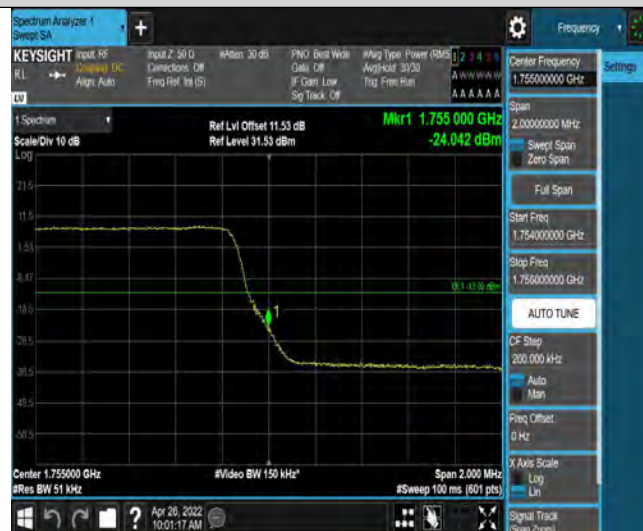 Spectrum Analyzer 1
Swept SA
Frequency
KEYSIGHT
RL
Input: RF
Coupling: DC
Align: Auto
Input Z: 50 Ω
Corrections: Off
Freq Ref: Int (S)
#Atten: 30 dB
PNO: Best Wide
Gate: Off
IF Gain: Low
Sig Track: Off
#Avg Type: Power (RMS
Avg|Hold: 30/30
Trig: Free Run
1 2 3 4 5 6
A W W W W W
A A A A A A
1 Spectrum
Scale/Div 10 dB
Log
Ref Lvl Offset 11.53 dB
Ref Level 31.53 dBm
Mkr1 1.755 000 GHz
-24.042 dBm
21.5
11.5
1.53
-8.47
-18.5
-28.5
-38.5
-48.5
-58.5
DL1 -13.00 dBm
1
Center 1.755000 GHz
#Res BW 51 kHz
#Video BW 150 kHz*
Span 2.000 MHz
#Sweep 100 ms (601 pts)
Apr 26, 2022
10:01:17 AM
Center Frequency
1.755000000 GHz
Settings
Span
2.00000000 MHz
Swept Span
Zero Span
Full Span
Start Freq
1.754000000 GHz
Stop Freq
1.756000000 GHz
AUTO TUNE
CF Step
200.000 kHz
Auto
Man
Freq Offset
0 Hz
X Axis Scale
Log
Lin
Signal Track
(Span Zoom)